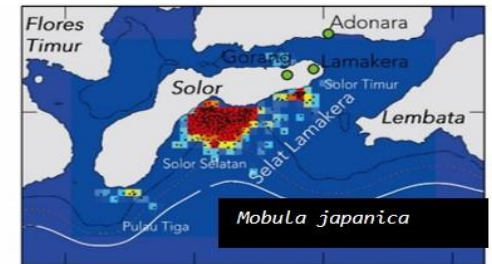 Flores
Timur
Adonara
Gorang
Lamakera
Solor
Solor Timur
Lembata
Selat Lamakera
Solor Selatan
Pulau Tiga
Mobula japanica